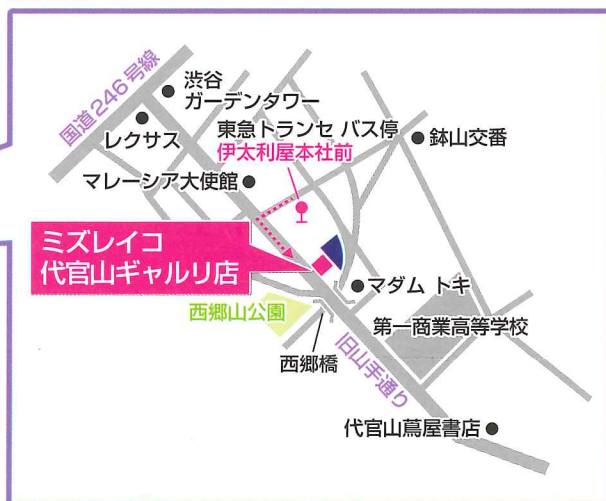 国道246号線
渋谷
ガーデンタワー
レクサス
東急トランセ バス停
伊太利屋本社前
鉢山交番
マレーシア大使館
ミズレイコ
代官山ギャルリ店
マダム トキ
西郷山公園
第一商業高等学校
西郷橋
旧山手通り
代官山蔦屋書店